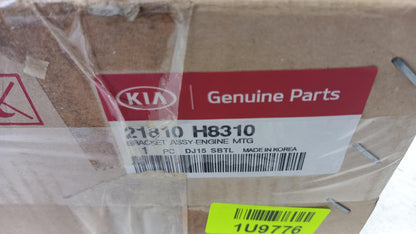 KIA Genuine Parts
21810 H8310
BRACKET ASSY-ENGINE MTG
1 PC DJ15 SBTL MADE IN KOREA
1U9776